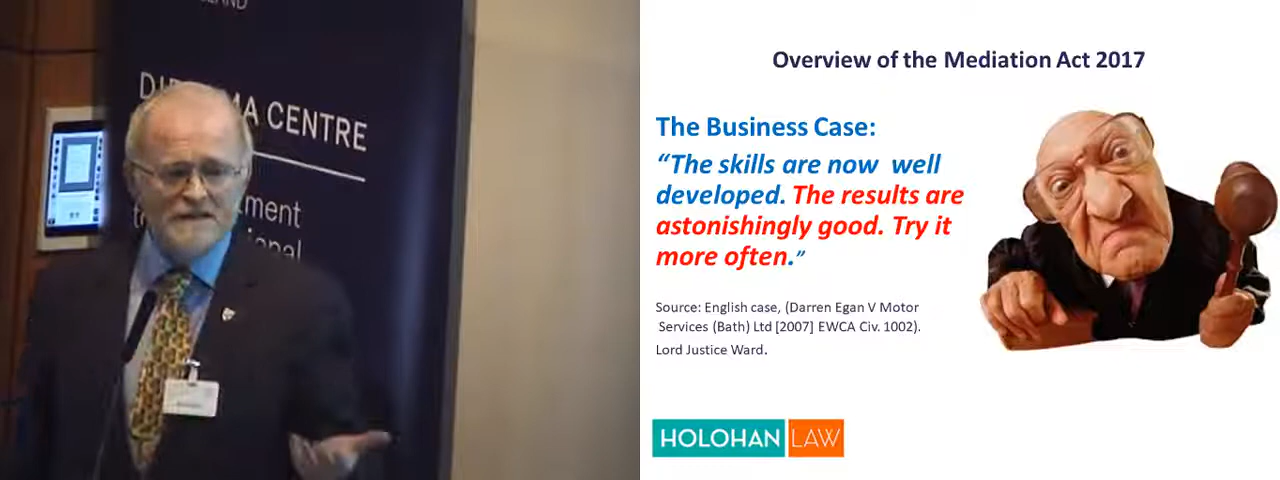 CENTRE
Overview of the Mediation Act 2017
The Business Case:
“The skills are now well
developed. The results are
astonishingly good. Try it
more often.”
Source: English case, (Darren Egan V Motor
Services (Bath) Ltd [2007] EWCA Civ. 1002).
Lord Justice Ward.
HOLOHAN LAW